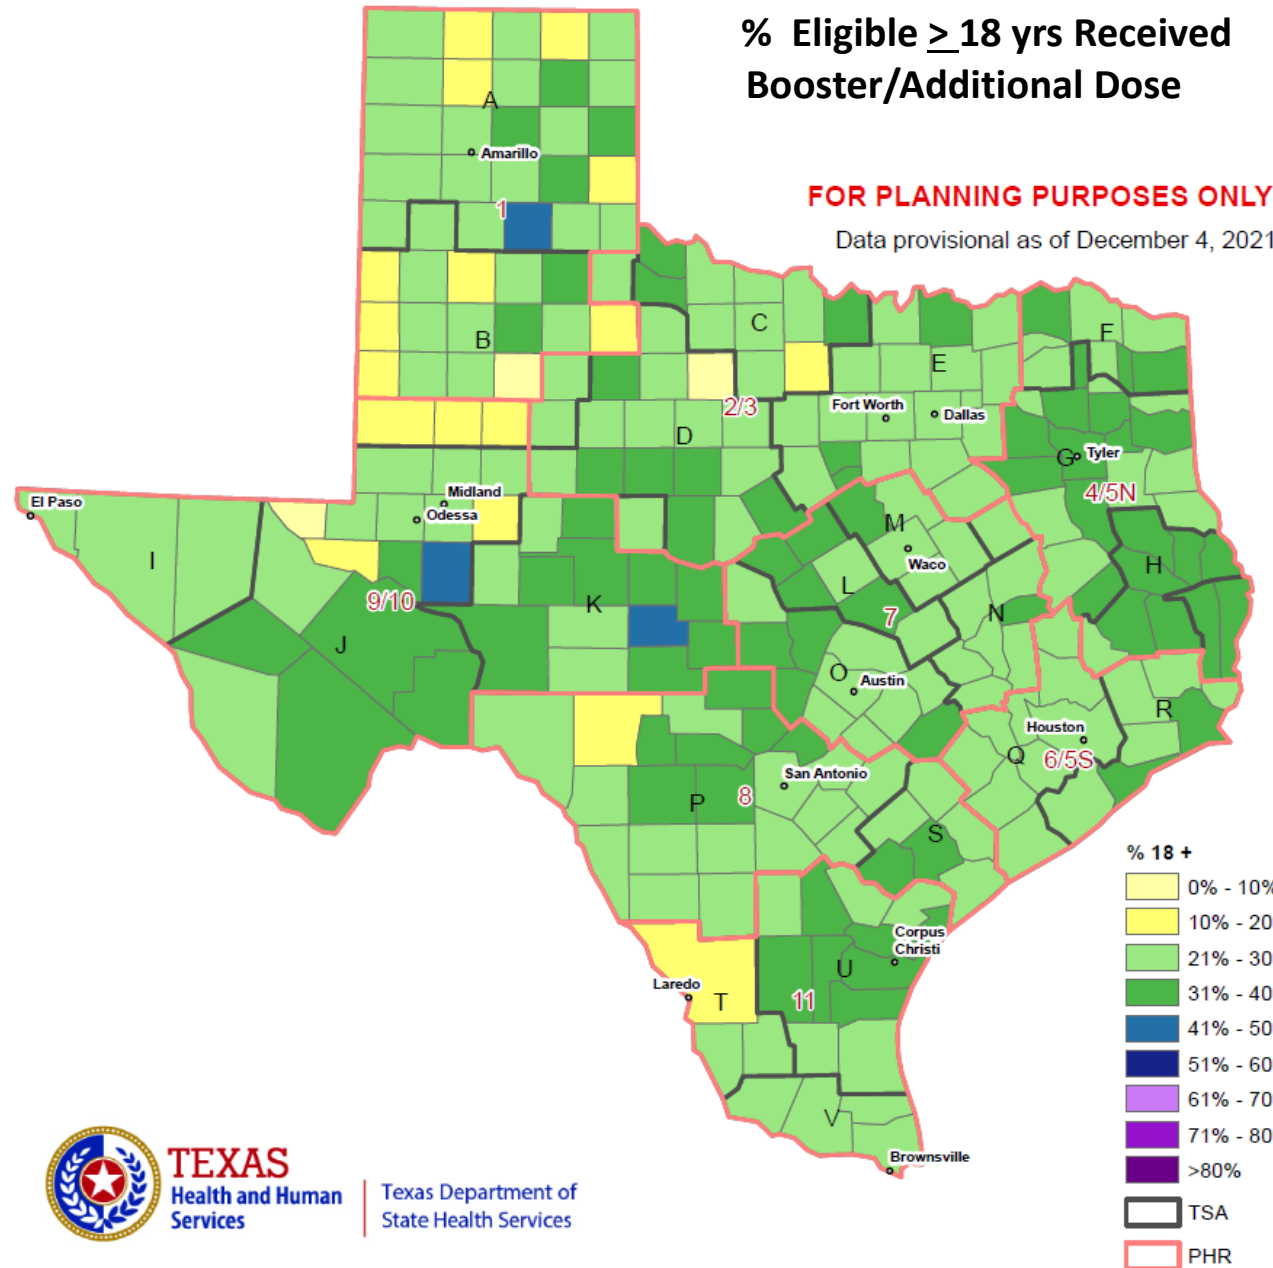 % Eligible > 18 yrs Received
Booster/Additional Dose
FOR PLANNING PURPOSES ONLY
Data provisional as of December 4, 2021
A
Amarillo
1
B
C
F
E
2/3
Fort Worth
Dallas
D
G
Tyler
4/5N
El Paso
Midland
Odessa
M
Waco
H
I
L
9/10
K
7
N
J
O
Austin
R
Houston
Q
6/5S
San Antonio
P
8
S
Corpus
Christi
U
Laredo
T
11
V
Brownsville
% 18 +
0% - 10%
10% - 20
21% - 30
31% - 40
41% - 50
51% - 60
61% - 70
71% - 80
>80%
TSA
PHR
TEXAS
Health and Human
Services
Texas Department of
State Health Services